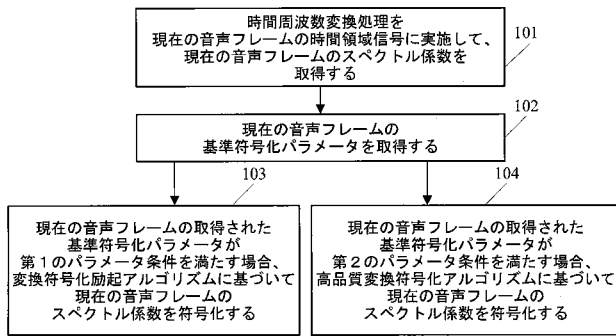 時間周波数変換処理を
現在の音声フレームの時間領域信号に実施して、
現在の音声フレームのスペクトル係数を
取得する
101
現在の音声フレームの
基準符号化パラメータを取得する
102
103
現在の音声フレームの取得された
基準符号化パラメータが
第1のパラメータ条件を満たす場合、
変換符号化励起アルゴリズムに基づいて
現在の音声フレームの
スペクトル係数を符号化する
104
現在の音声フレームの取得された
基準符号化パラメータが
第2のパラメータ条件を満たす場合、
高品質変換符号化アルゴリズムに基づいて
現在の音声フレームの
スペクトル係数を符号化する